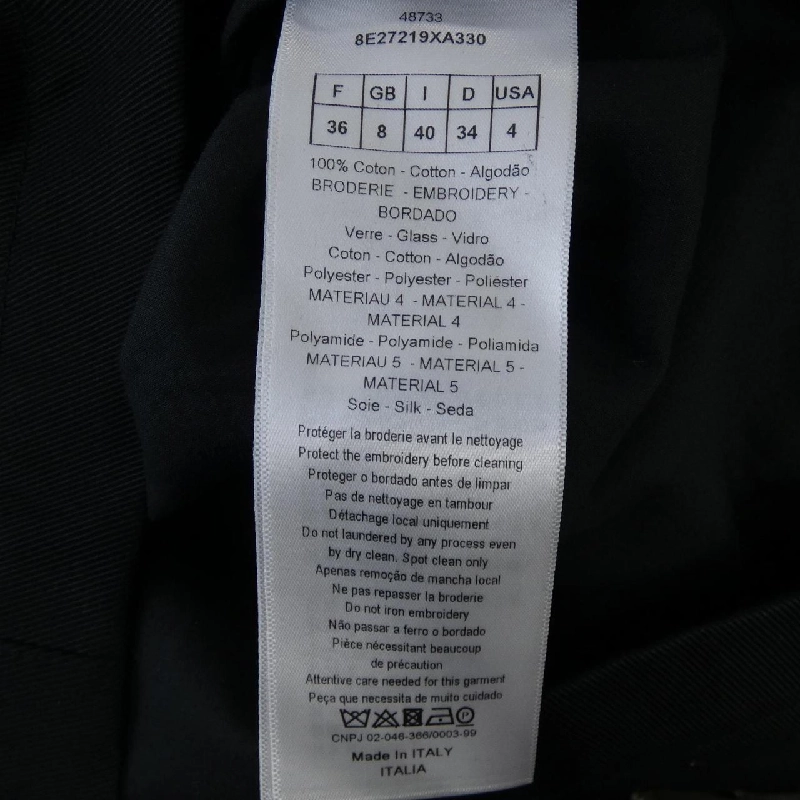 48733
8E27219XA330
F GB I D USA
36 8 40 34 4
100% Coton - Cotton - Algodão
BRODERIE - EMBROIDERY -
BORDADO
Verre - Glass - Vidro
Coton - Cotton - Algodão
Polyester - Polyester - Poliester
MATERIAU 4 - MATERIAL 4 -
MATERIAL 4
Polyamide - Polyamide - Poliamida
MATERIAU 5 - MATERIAL 5 -
MATERIAL 5
Soie - Silk - Seda
Protéger la broderie avant le nettoyage
Protect the embroidery before cleaning
Proteger o bordado antes de limpar
Pas de nettoyage en tambour
Détachage local uniquement
Do not laundered by any process even
by dry clean. Spot clean only
Apenas remoção de mancha local
Ne pas repasser la broderie
Do not iron embroidery
Não passar a ferro o bordado
Pièce nécessitant beaucoup
de précaution
Attentive care needed for this garment
Peça que necessita de muito cuidado
P
CNPJ 02-046-366/0003-99
Made In ITALY
ITALIA